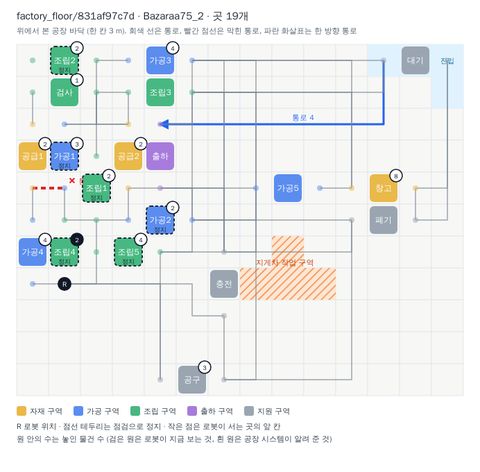 factory_floor/831af97c7d · Bazaraa75_2 · 곳 19개
위에서 본 공장 바닥 (한 칸 3 m). 회색 선은 통로, 빨간 점선은 막힌 통로, 파란 화살표는 한 방향 통로
조립2 정지 2
가공3 4
대기
전립
검사 1
조립3
통로 4
공급1 2
가공1 정지 3
공급2 2
출하
조립1 정지 2
가공5
창고 8
가공2 정지 2
폐기
가공4 4
조립4 정지 2
조립5 정지 4
지게차 작업 구역
충전
R
공구 3
자재 구역
가공 구역
조립 구역
출하 구역
지원 구역
R 로봇 위치 · 점선 테두리는 점검으로 정지 · 작은 점은 로봇이 서는 곳의 앞 칸
원 안의 수는 놓인 물건 수 (검은 원은 로봇이 지금 보는 것, 흰 원은 공장 시스템이 알려 준 것)